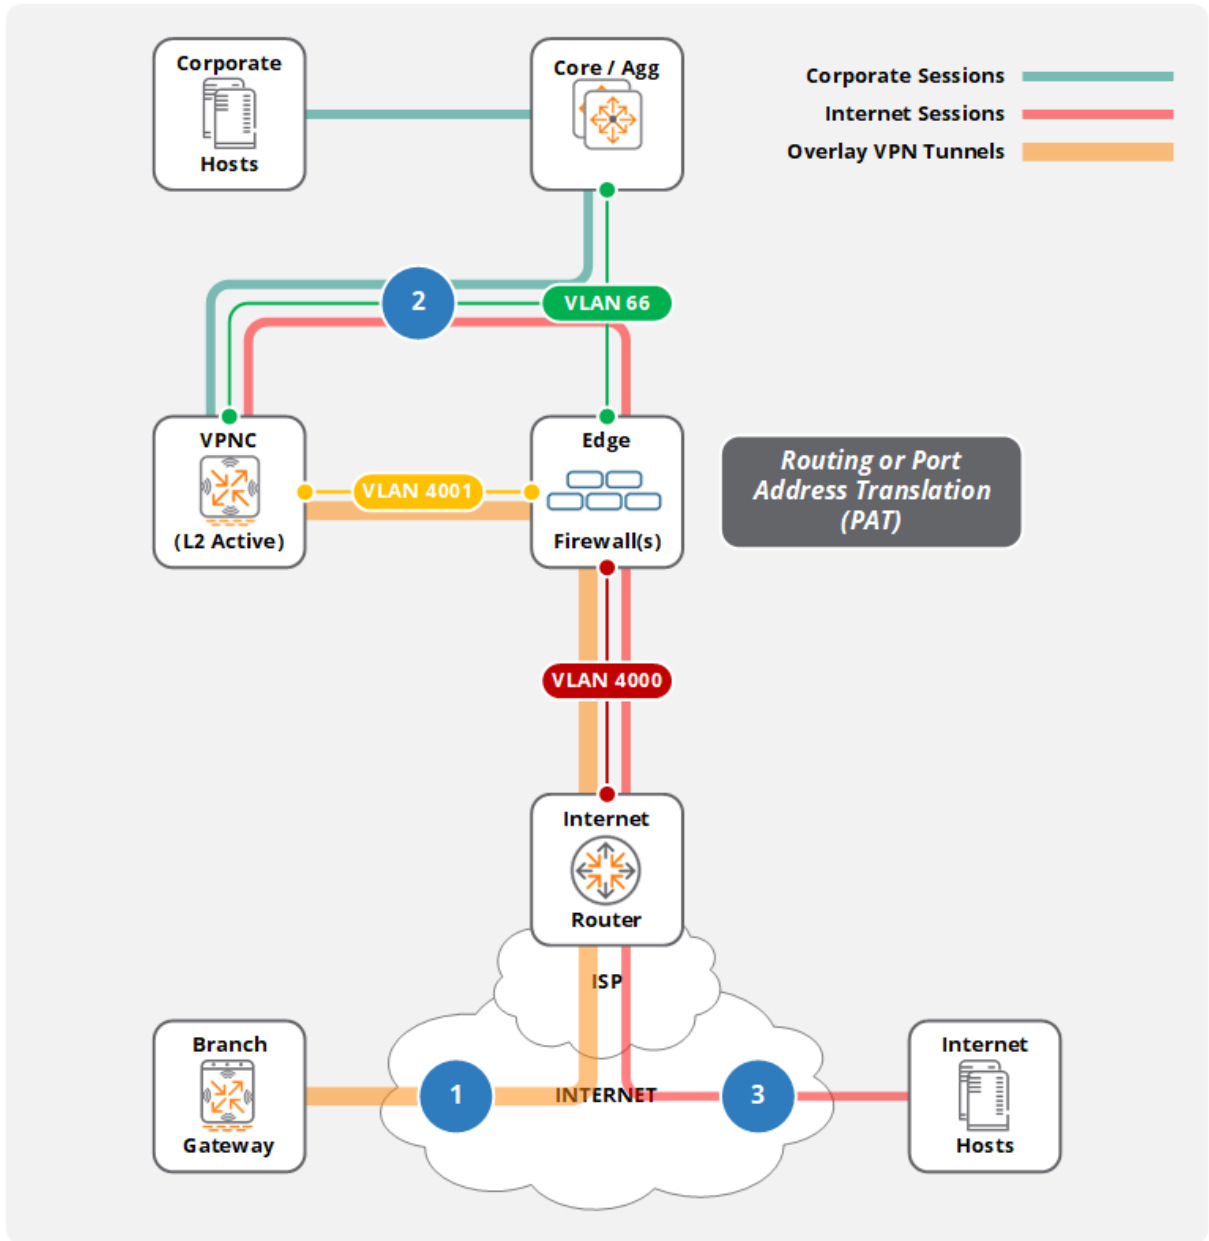 Corporate
Hosts
Core / Agg
Corporate Sessions
Internet Sessions
Overlay VPN Tunnels
2
VLAN 66
VPNC
(L2 Active)
VLAN 4001
Edge
Firewall(s)
Routing or Port
Address Translation
(PAT)
VLAN 4000
Internet
Router
ISP
INTERNET
Branch
Gateway
1
3
Internet
Hosts